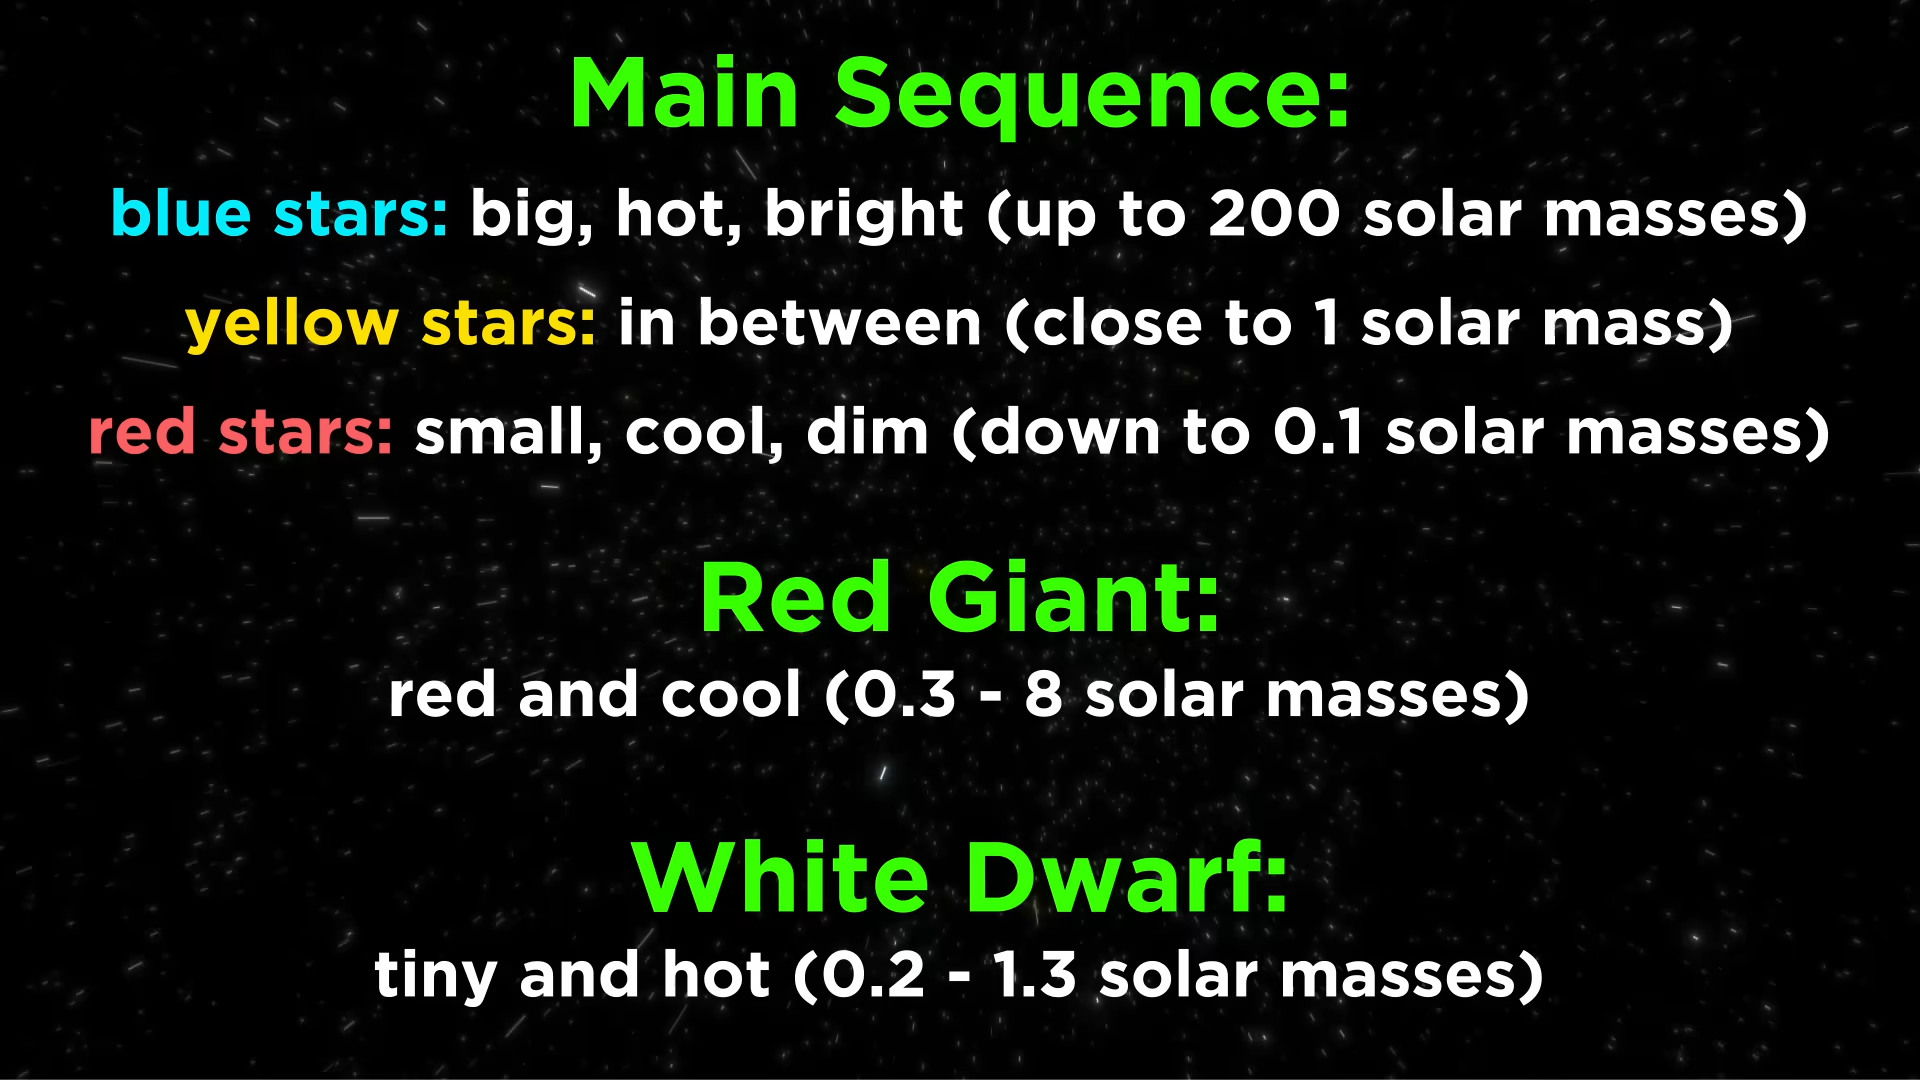 Main Sequence:
blue stars: big, hot, bright (up to 200 solar masses)
yellow stars: in between (close to 1 solar mass)
red stars: small, cool, dim (down to 0.1 solar masses)
Red Giant:
red and cool (0.3 - 8 solar masses)
White Dwarf:
tiny and hot (0.2 - 1.3 solar masses)